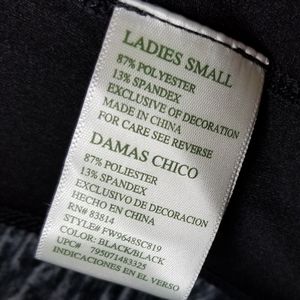 LADIES SMALL
87% POLYESTER
13% SPANDEX
EXCLUSIVE OF DECORATION
MADE IN CHINA
FOR CARE SEE REVERSE
DAMAS CHICO
87% POLIESTER
13% SPANDEX
EXCLUSIVO DE DECORACION
HECHO EN CHINA
RN# 83814
STYLE# FW9648SC819
COLOR: BLACK/BLACK
UPC# 795071483325
INDICACIONES EN EL VERSO